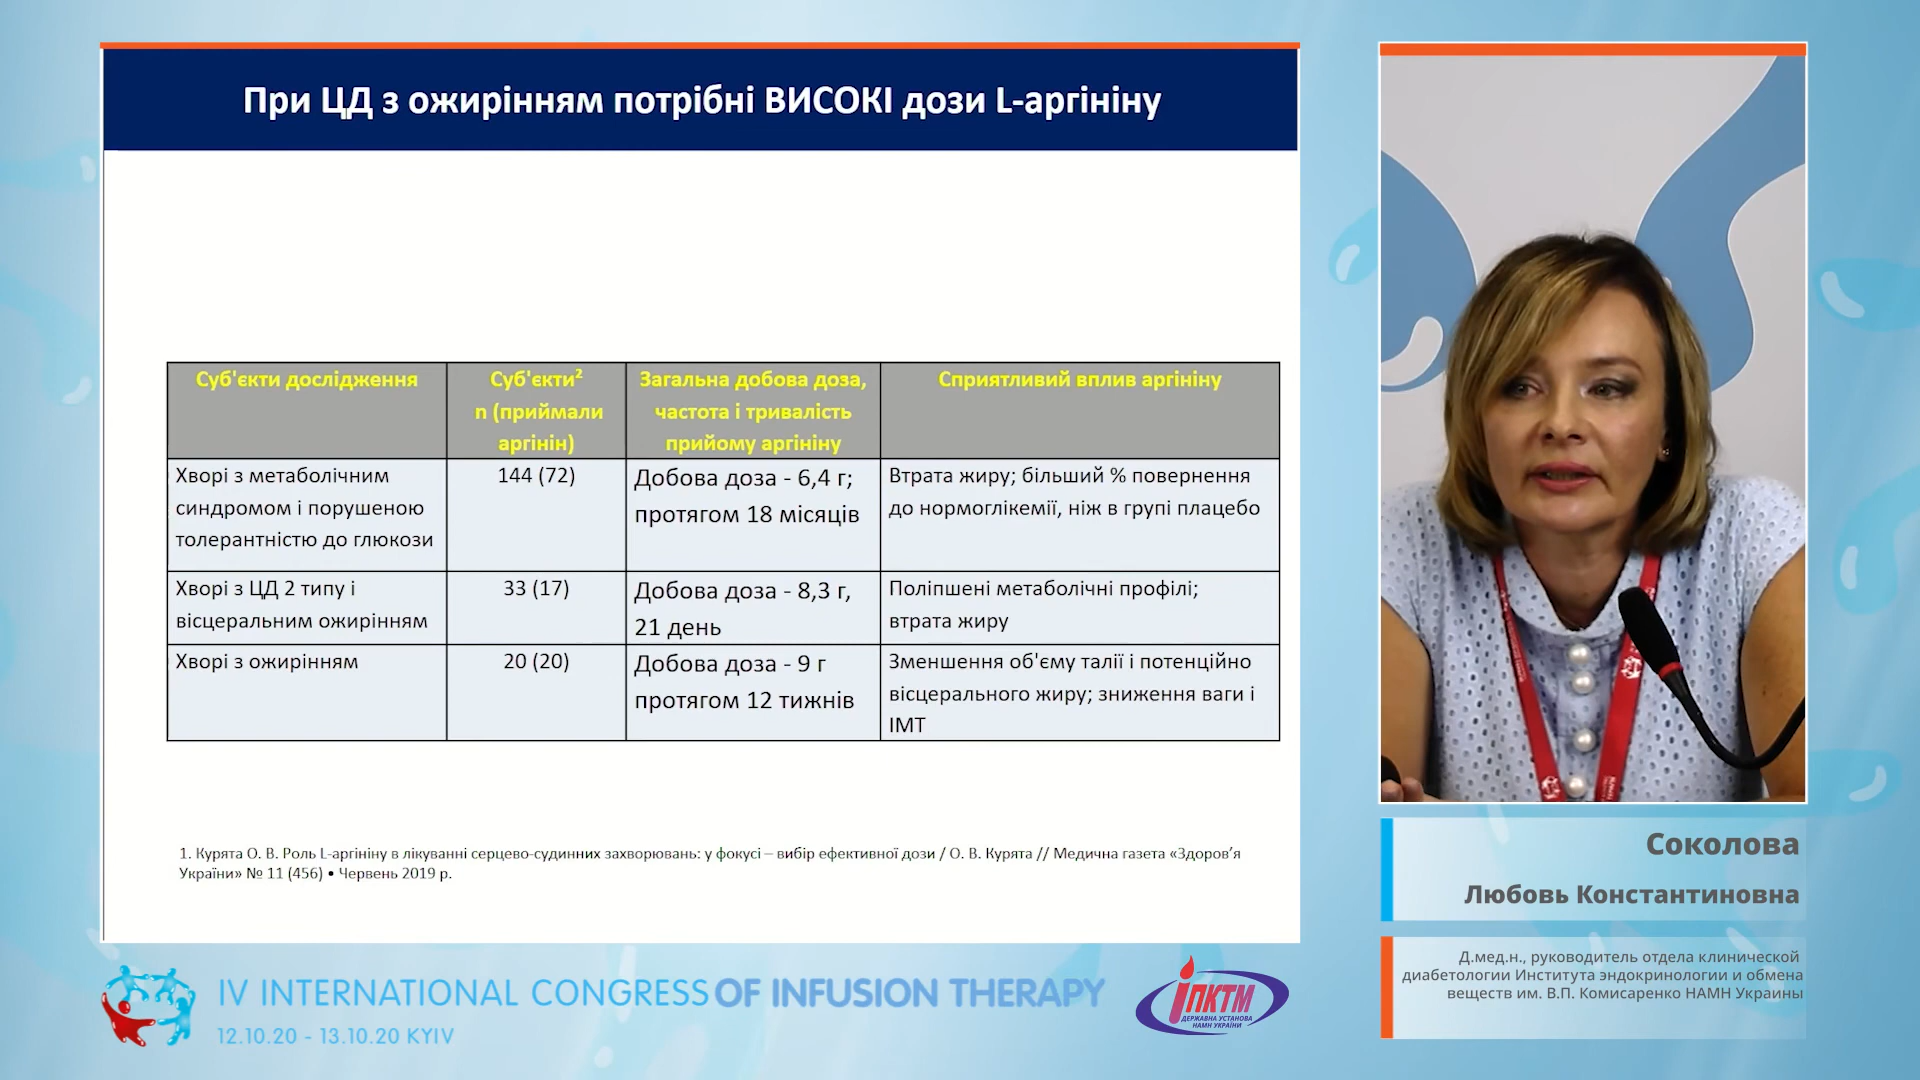 При ЦД з ожирінням потрібні ВИСОКІ дози L-аргініну
Суб'єкти дослідження
Суб'єкти²
n (приймали
аргінін)
Загальна добова доза,
частота і тривалість
прийому аргініну
Сприятливий вплив аргініну
Хворі з метаболічним
синдромом і порушеною
толерантністю до глюкози
144 (72)
Добова доза - 6,4 г;
протягом 18 місяців
Втрата жиру; більший % повернення
до нормоглікемії, ніж в групі плацебо
Хворі з ЦД 2 типу і
вісцеральним ожирінням
33 (17)
Добова доза - 8,3 г,
21 день
Поліпшені метаболічні профілі;
втрата жиру
Хворі з ожирінням
20 (20)
Добова доза - 9 г
протягом 12 тижнів
Зменшення об'єму талії і потенційно
вісцерального жиру; зниження ваги і
ІМТ
1. Курята О. В. Роль L-аргініну в лікуванні серцево-судинних захворювань: у фокусі – вибір ефективної дози / О. В. Курята // Медична газета «Здоров’я
України» № 11 (456) • Червень 2019 р.
Соколова
Любовь Константиновна
Д.мед.н., руководитель отдела клинической
диабетологии Института эндокринологии и обмена
веществ им. В.П. Комисаренко НАМН Украины
IV INTERNATIONAL CONGRESS OF INFUSION THERAPY
12.10.20 - 13.10.20 KYIV
ІПКТМ
ДЕРЖАВНА УСТАНОВА
НАМН УКРАЇНИ